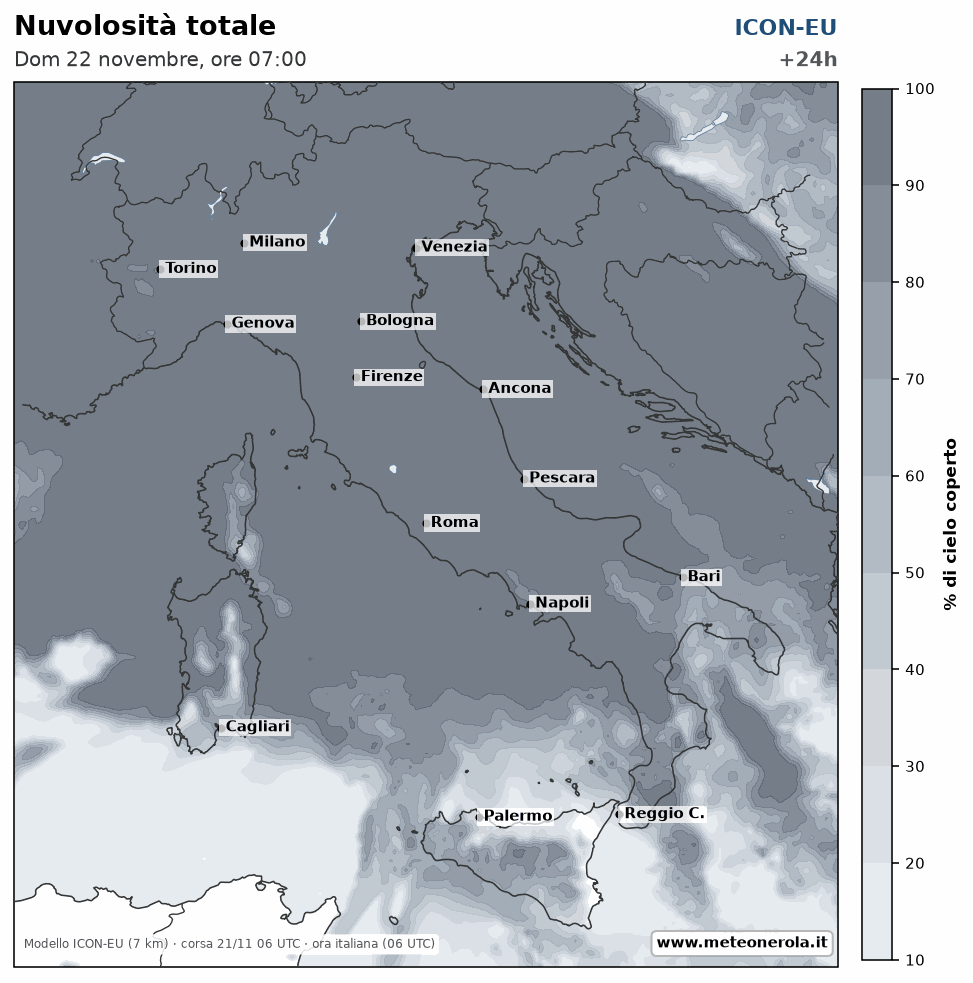 Nuvolosità totale
ICON-EU
Dom 22 novembre, ore 07:00
+24h
Milano
Venezia
Torino
Genova
Bologna
Firenze
Ancona
Pescara
Roma
Bari
Napoli
Cagliari
Palermo
Reggio C.
100
90
80
70
60
50
40
30
20
10
% di cielo coperto
Modello ICON-EU (7 km) · corsa 21/11 06 UTC · ora italiana (06 UTC)
www.meteonerola.it